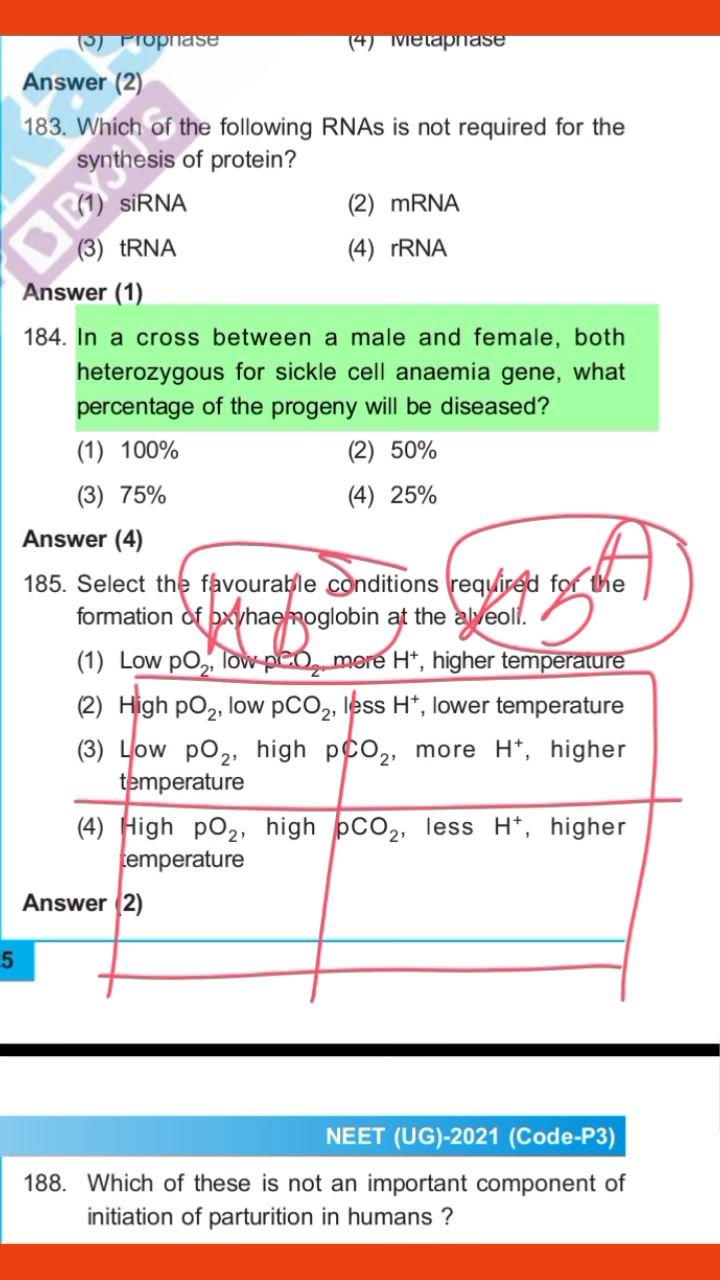 (3) Prophase (4) Metaphase
Answer (2)
183. Which of the following RNAs is not required for the
synthesis of protein?
(1) siRNA (2) mRNA
(3) tRNA (4) rRNA
Answer (1)
184. In a cross between a male and female, both
heterozygous for sickle cell anaemia gene, what
percentage of the progeny will be diseased?
(1) 100% (2) 50%
(3) 75% (4) 25%
Answer (4)
185. Select the favourable conditions required for the
formation of oxyhaemoglobin at the alveoli.
(1) Low pO₂, low pCO₂, more H⁺, higher temperature
(2) High pO₂, low pCO₂, less H⁺, lower temperature
(3) Low pO₂, high pCO₂, more H⁺, higher
temperature
(4) High pO₂, high pCO₂, less H⁺, higher
temperature
Answer (2)
5
NEET (UG)-2021 (Code-P3)
188. Which of these is not an important component of
initiation of parturition in humans ?
BYJU'S
Hb^S Hb^A